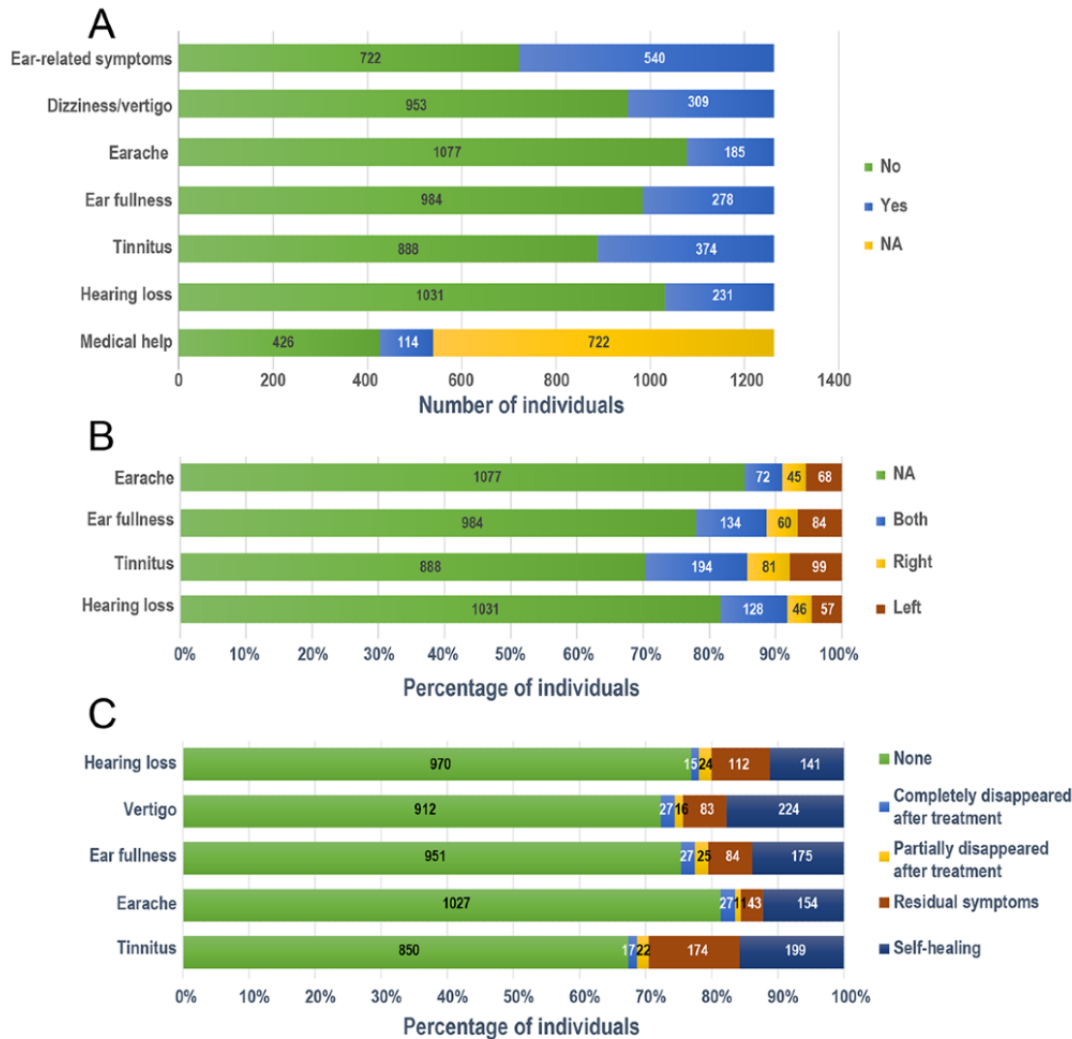 A
Ear-related symptoms 722 540
Dizziness/vertigo 953 309
Earache 1077 185
Ear fullness 984 278
Tinnitus 888 374
Hearing loss 1031 231
Medical help 426 114 722
0 200 400 600 800 1000 1200 1400
Number of individuals
No
Yes
NA
B
Earache 1077 72 45 68
Ear fullness 984 134 60 84
Tinnitus 888 194 81 99
Hearing loss 1031 128 46 57
0% 10% 20% 30% 40% 50% 60% 70% 80% 90% 100%
Percentage of individuals
NA
Both
Right
Left
C
Hearing loss 970 15 24 112 141
Vertigo 912 27 16 83 224
Ear fullness 951 27 25 84 175
Earache 1027 27 11 43 154
Tinnitus 850 17 22 174 199
0% 10% 20% 30% 40% 50% 60% 70% 80% 90% 100%
Percentage of individuals
None
Completely disappeared
after treatment
Partially disappeared
after treatment
Residual symptoms
Self-healing